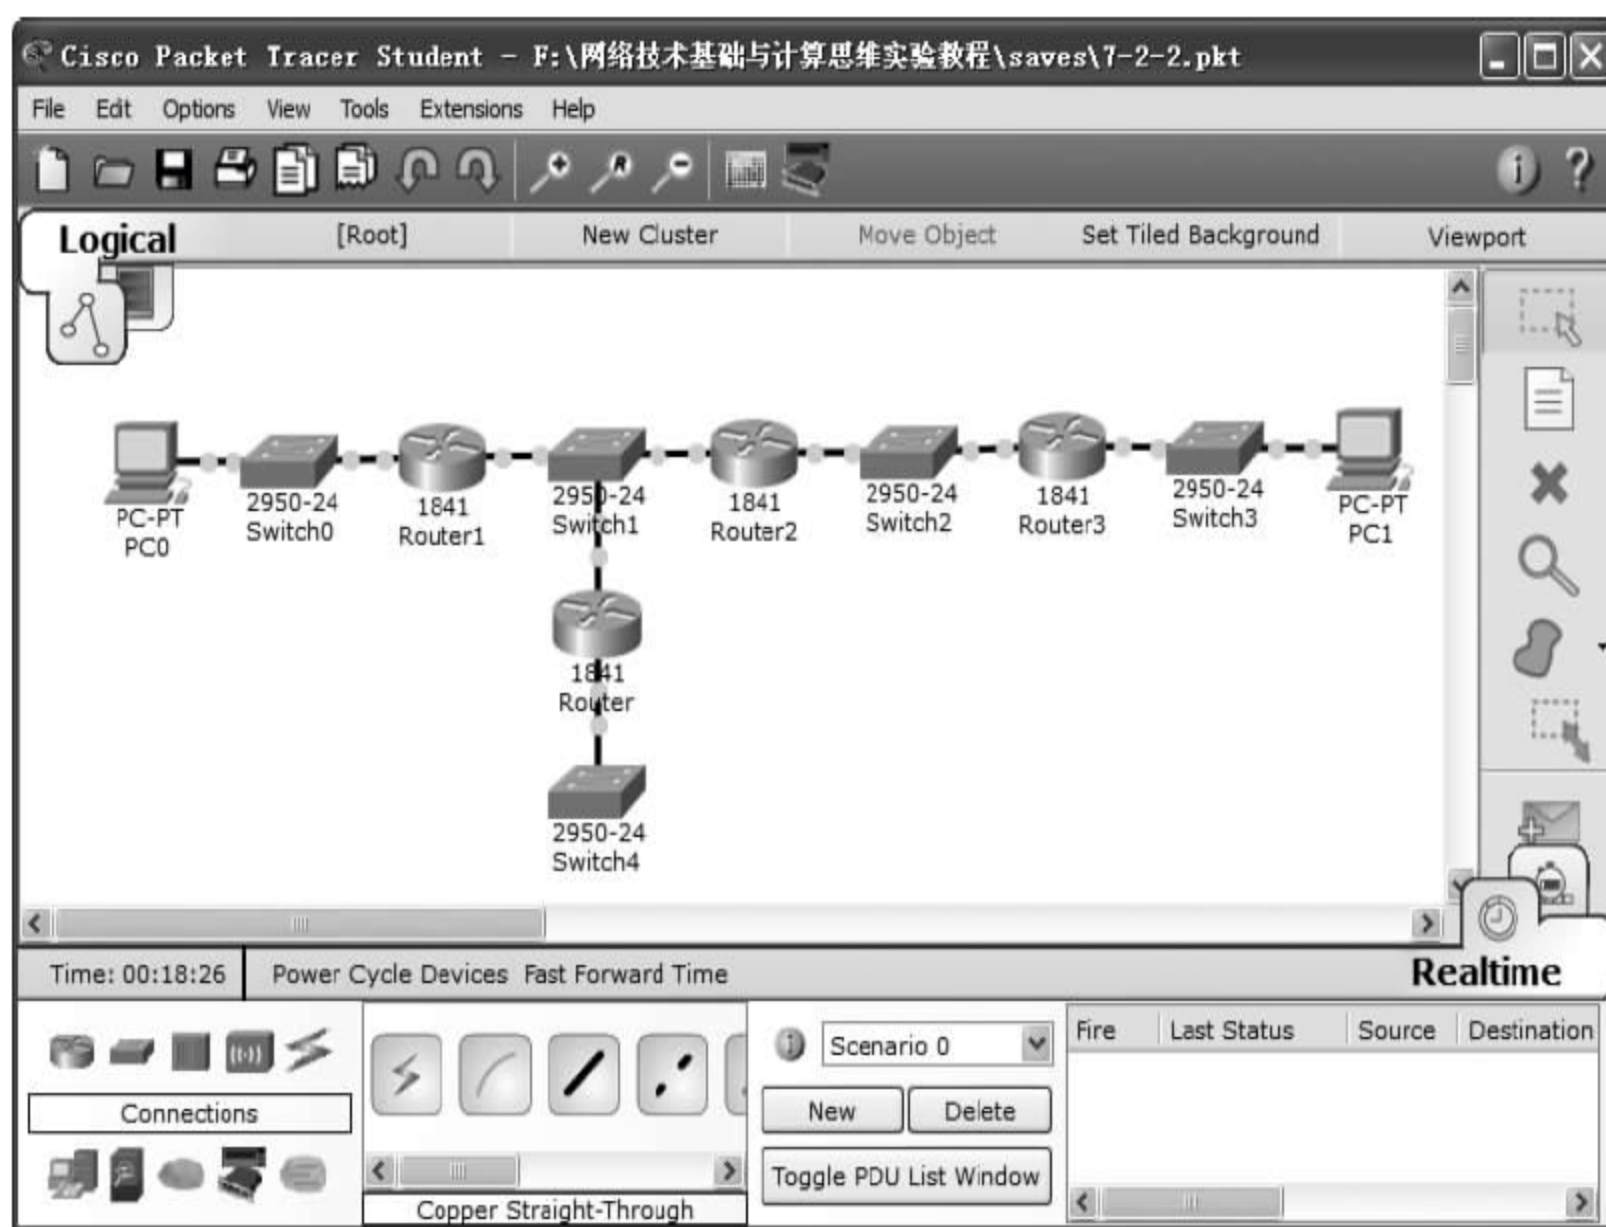 Cisco Packet Tracer Student - F:\网络技术基础与计算思维实验教程\saves\7-2-2.pkt
File Edit Options View Tools Extensions Help
Logical [Root] New Cluster Move Object Set Tiled Background Viewport
PC-PT
PC0
2950-24
Switch0
1841
Router1
2950-24
Switch1
1841
Router2
2950-24
Switch2
1841
Router3
2950-24
Switch3
PC-PT
PC1
1841
Router
2950-24
Switch4
Time: 00:18:26 Power Cycle Devices Fast Forward Time Realtime
Connections
Copper Straight-Through
Scenario 0
New Delete
Toggle PDU List Window
Fire Last Status Source Destination